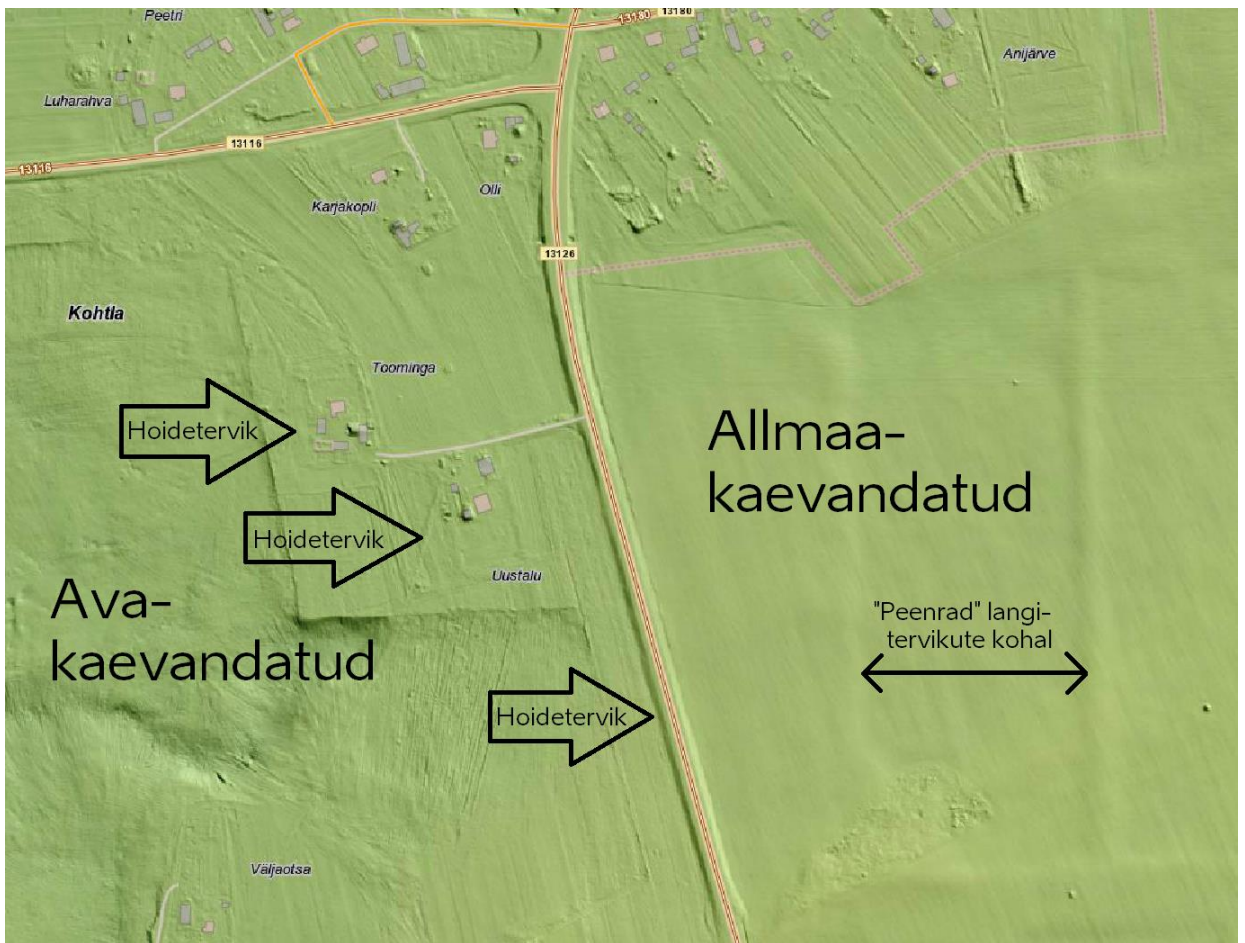 Peetri
13180
13180
Anijärve
Luharahva
13116
13116
Olli
Karjakopli
13126
Kohtla
Toominga
Hoidetervik
Allmaa-
kaevandatud
Hoidetervik
Uustalu
Ava-
kaevandatud
"Peenrad" langi-
tervikute kohal
Hoidetervik
Väljaotsa